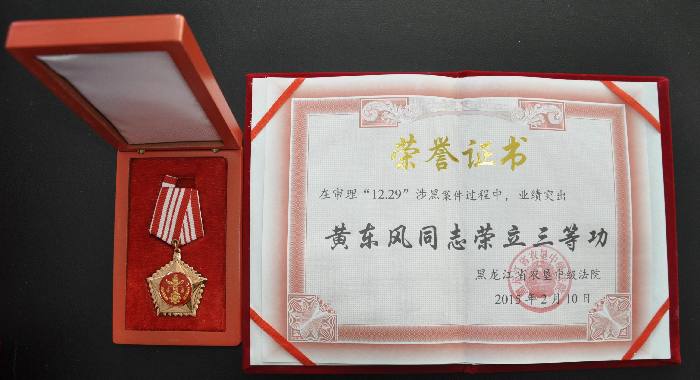 荣誉证书
在审理“12.29”涉黑案件过程中，业绩突出
黄东风同志荣立三等功
黑龙江省农垦中级法院
2015年2月10日